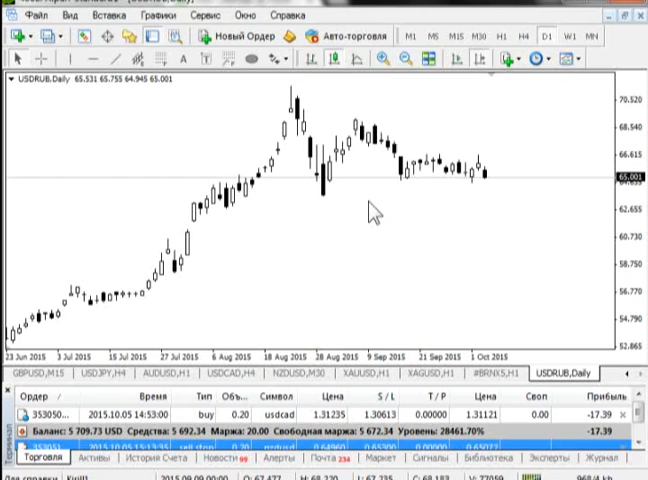 Файл Вид Вставка Графики Сервис Окно Справка
Новый Ордер Авто-торговля M1 M5 M15 M30 H1 H4 D1 W1 MN
USDRUB,Daily 65.531 65.755 64.945 65.001
70.520
68.540
66.615
65.001
62.655
60.730
58.750
56.770
54.790
52.865
23 Jun 2015 3 Jul 2015 15 Jul 2015 27 Jul 2015 6 Aug 2015 18 Aug 2015 28 Aug 2015 9 Sep 2015 21 Sep 2015 1 Oct 2015
GBPUSD,M15 USDJPY,H4 AUDUSD,H1 USDCAD,H4 NZDUSD,M30 XAUUSD,H1 XAGUSD,H1 #BRNX5,H1 USDRUB,Daily
Ордер Время Тип Объ... Символ Цена S / L T / P Цена Своп Прибыль
353050... 2015.10.05 14:53:00 buy 0.20 usdcad 1.31235 1.30613 0.00000 1.31121 0.00 -17.39
Баланс: 5 709.73 USD Средства: 5 692.34 Маржа: 20.00 Свободная маржа: 5 672.34 Уровень: 28461.70% -17.39
Терминал
Торговля Активы История Счета Новости 99 Алерты Почта 234 Маркет Сигналы Библиотека Эксперты Журнал